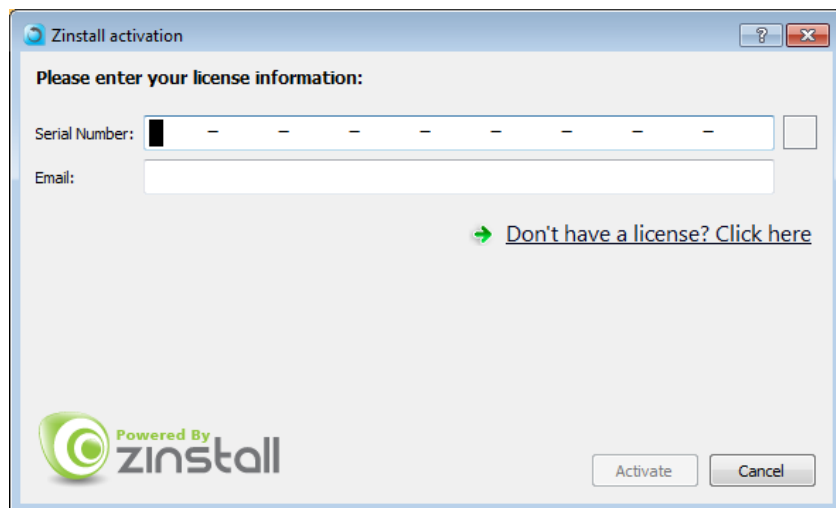 Zinstall activation
Please enter your license information:
Serial Number: – – – – – – – –
Email:
Don't have a license? Click here
Powered By
zinstall
Activate Cancel